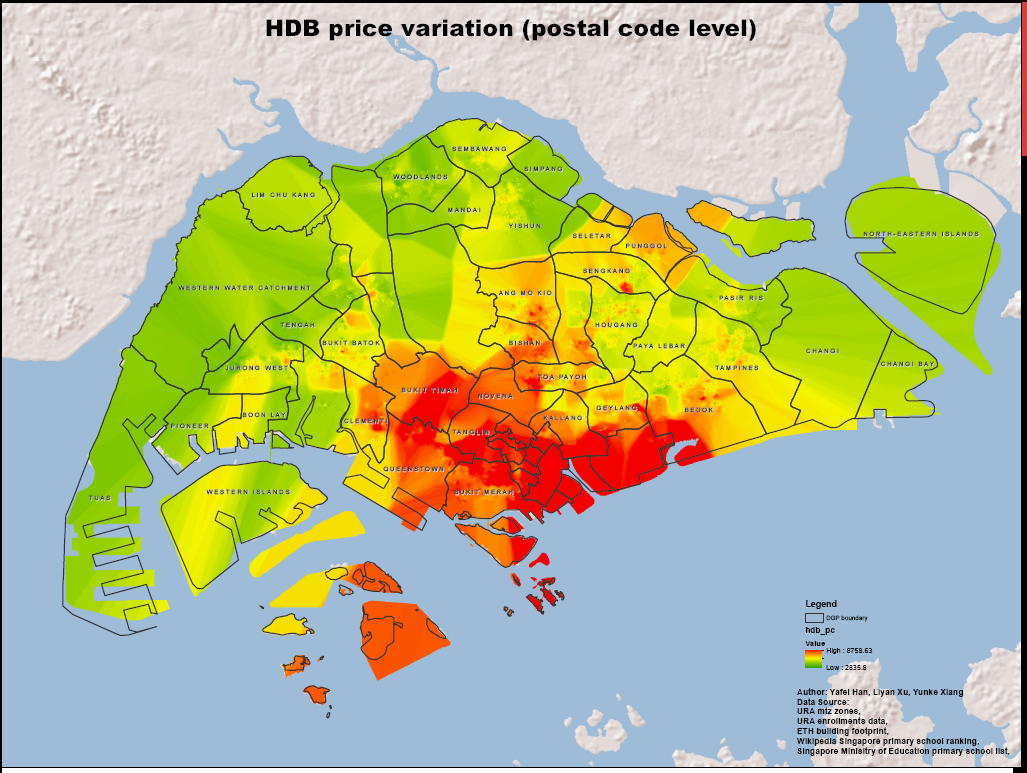 HDB price variation (postal code level)
SEMBAWANG
SIMPANG
WOODLANDS
LIM CHU KANG
MANDAI
YISHUN
NORTH-EASTERN ISLANDS
SELETAR
PUNGGOL
SENGKANG
WESTERN WATER CATCHMENT
ANG MO KIO
PASIR RIS
TENGAH
HOUGANG
BUKIT BATOK
BISHAN
PAYA LEBAR
CHANGI
CHANGI BAY
JURONG WEST
TOA PAYOH
TAMPINES
BUKIT TIMAH
NOVENA
BOON LAY
GEYLANG
BEDOK
PIONEER
CLEMENTI
KALLANG
TANGLIN
QUEENSTOWN
TUAS
WESTERN ISLANDS
BUKIT MERAH
Legend
DGP boundary
hdb_pc
Value
High : 8758.63
Low : 2835.8
Author: Yafei Han, Liyan Xu, Yunke Xiang
Data Source:
URA mtz zones,
URA enrollments data,
ETH building footprint,
Wikipedia Singapore primary school ranking,
Singapore Minisitry of Education primary school list,